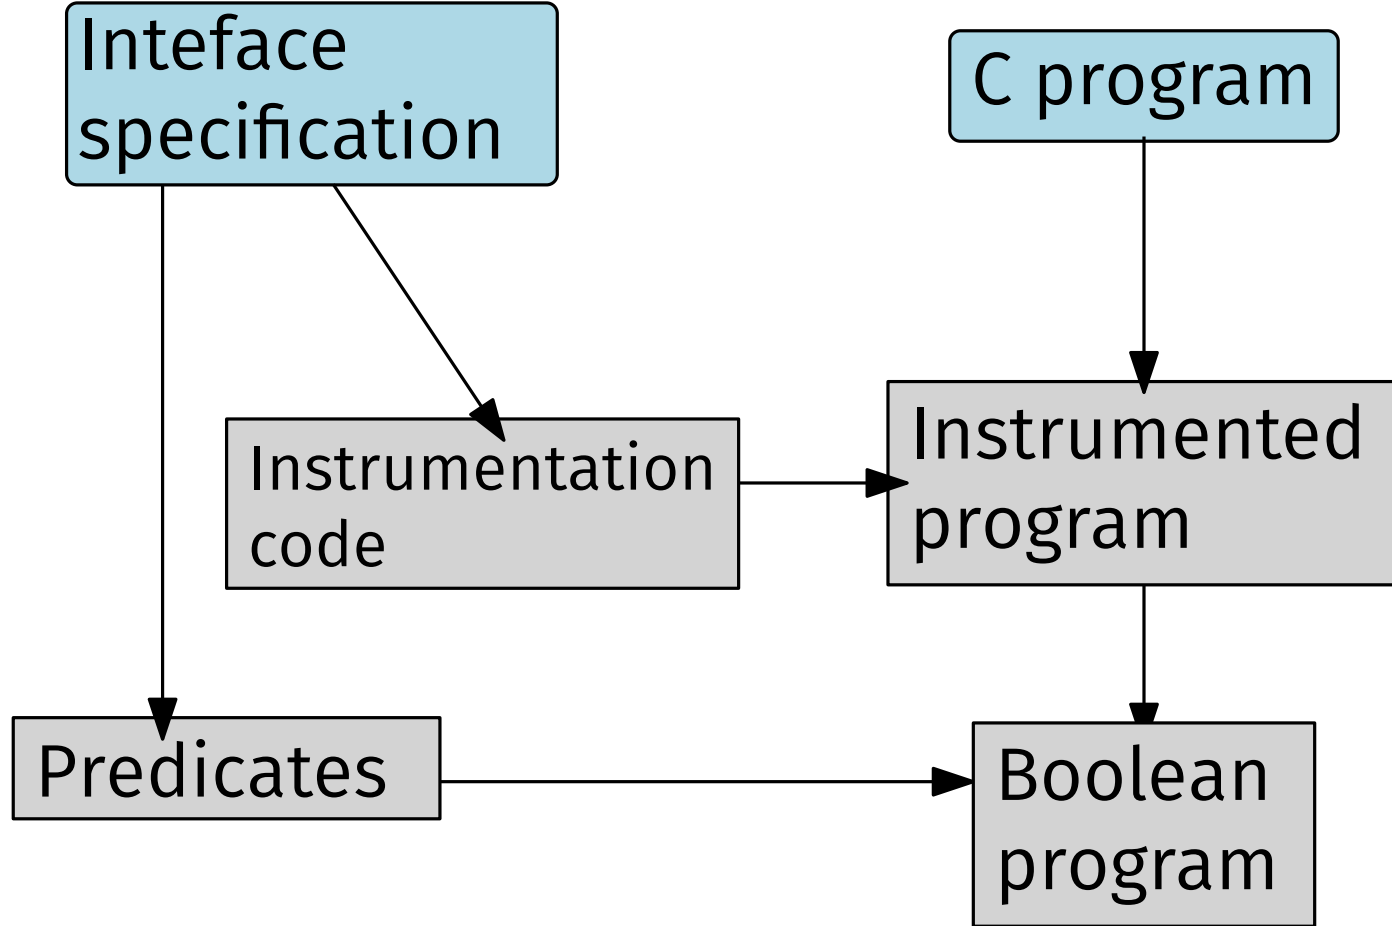 Inteface
specification
C program
Instrumentation
code
Instrumented
program
Predicates
Boolean
program